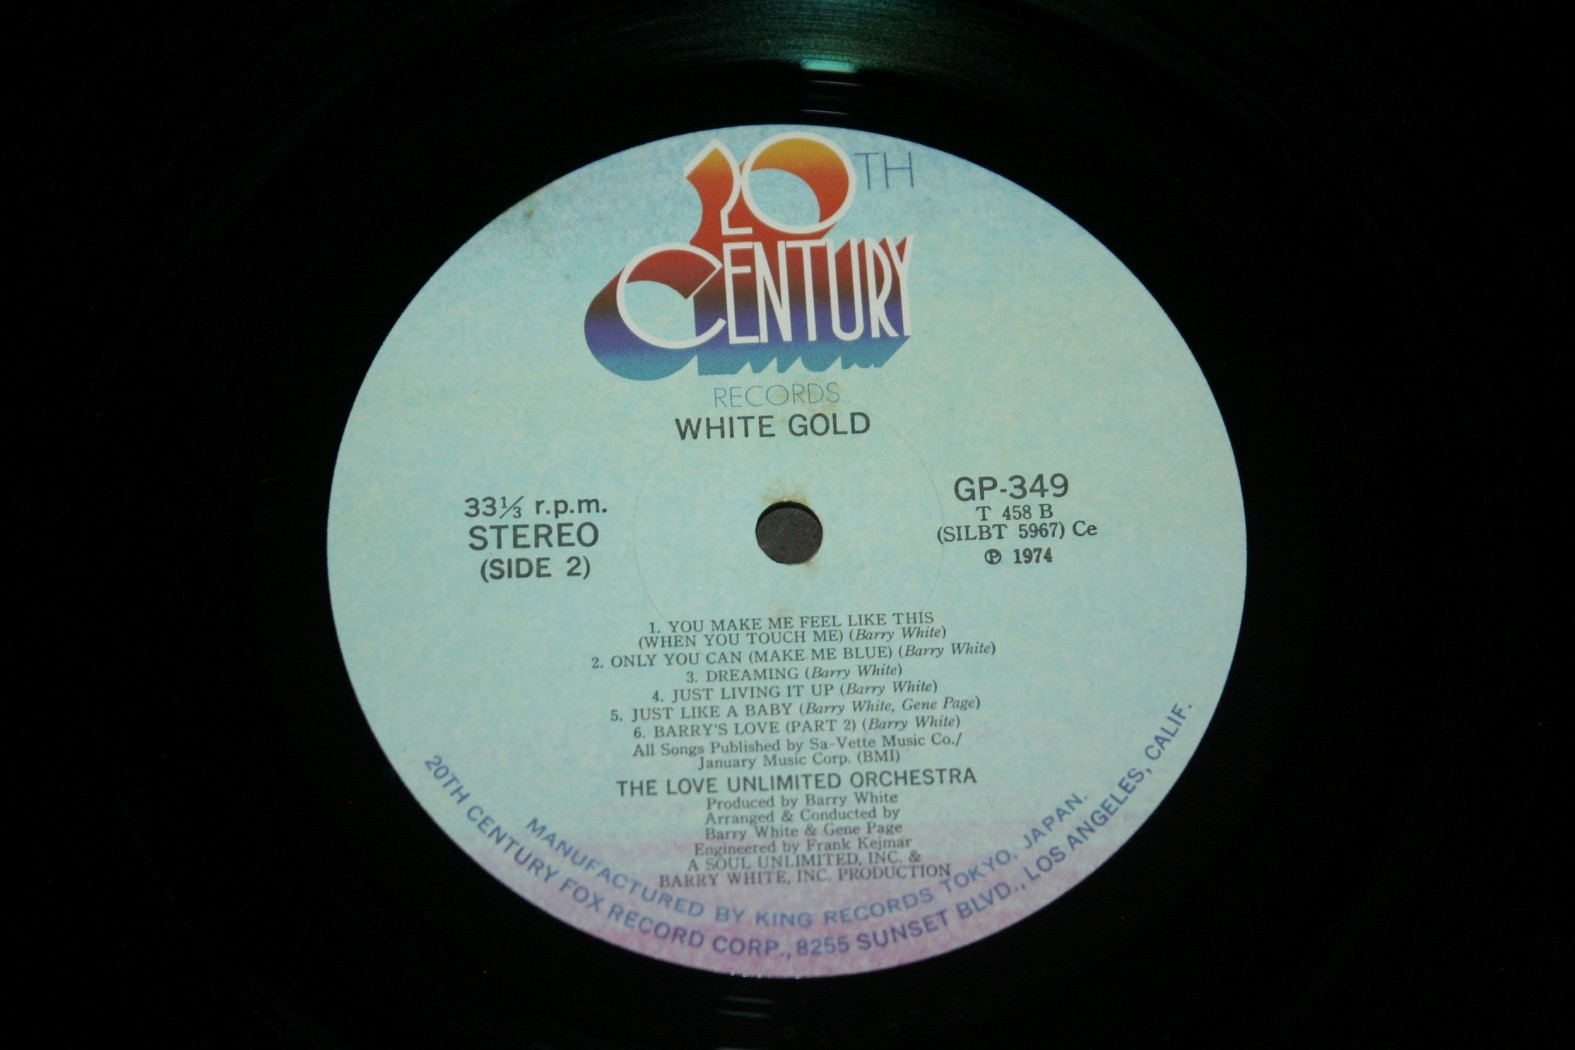 20TH
CENTURY
RECORDS
WHITE GOLD
33⅓ r.p.m.
STEREO
(SIDE 2)
GP-349
T 458 B
(SILBT 5967) Ce
℗ 1974
1. YOU MAKE ME FEEL LIKE THIS
(WHEN YOU TOUCH ME) (Barry White)
2. ONLY YOU CAN (MAKE ME BLUE) (Barry White)
3. DREAMING (Barry White)
4. JUST LIVING IT UP (Barry White)
5. JUST LIKE A BABY (Barry White, Gene Page)
6. BARRY'S LOVE (PART 2) (Barry White)
All Songs Published by Sa-Vette Music Co./
January Music Corp. (BMI)
THE LOVE UNLIMITED ORCHESTRA
Produced by Barry White
Arranged & Conducted by
Barry White & Gene Page
Engineered by Frank Kejmar
A SOUL UNLIMITED, INC. &
BARRY WHITE, INC. PRODUCTION
MANUFACTURED BY KING RECORDS TOKYO, JAPAN.
20TH CENTURY FOX RECORD CORP., 8255 SUNSET BLVD., LOS ANGELES, CALIF.